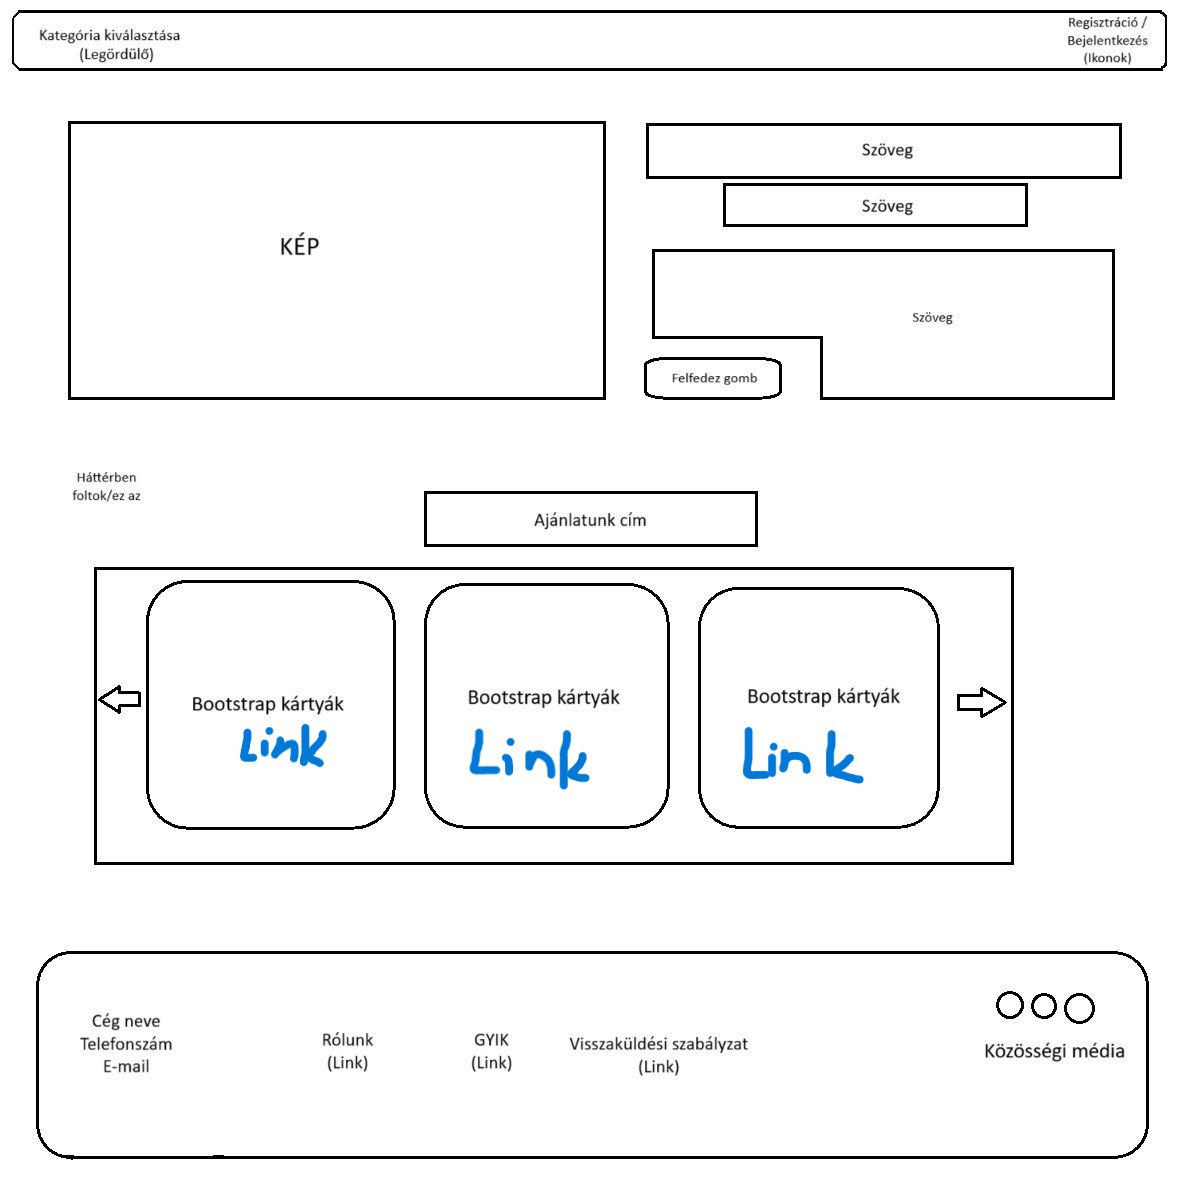 Kategória kiválasztása
(Legördülő)
Regisztráció /
Bejelentkezés
(Ikonok)
KÉP
Szöveg
Szöveg
Szöveg
Felfedez gomb
Háttérben
foltok/ez az
Ajánlatunk cím
Bootstrap kártyák
Link
Bootstrap kártyák
Link
Bootstrap kártyák
Link
Cég neve
Telefonszám
E-mail
Rólunk
(Link)
GYIK
(Link)
Visszaküldési szabályzat
(Link)
Közösségi média